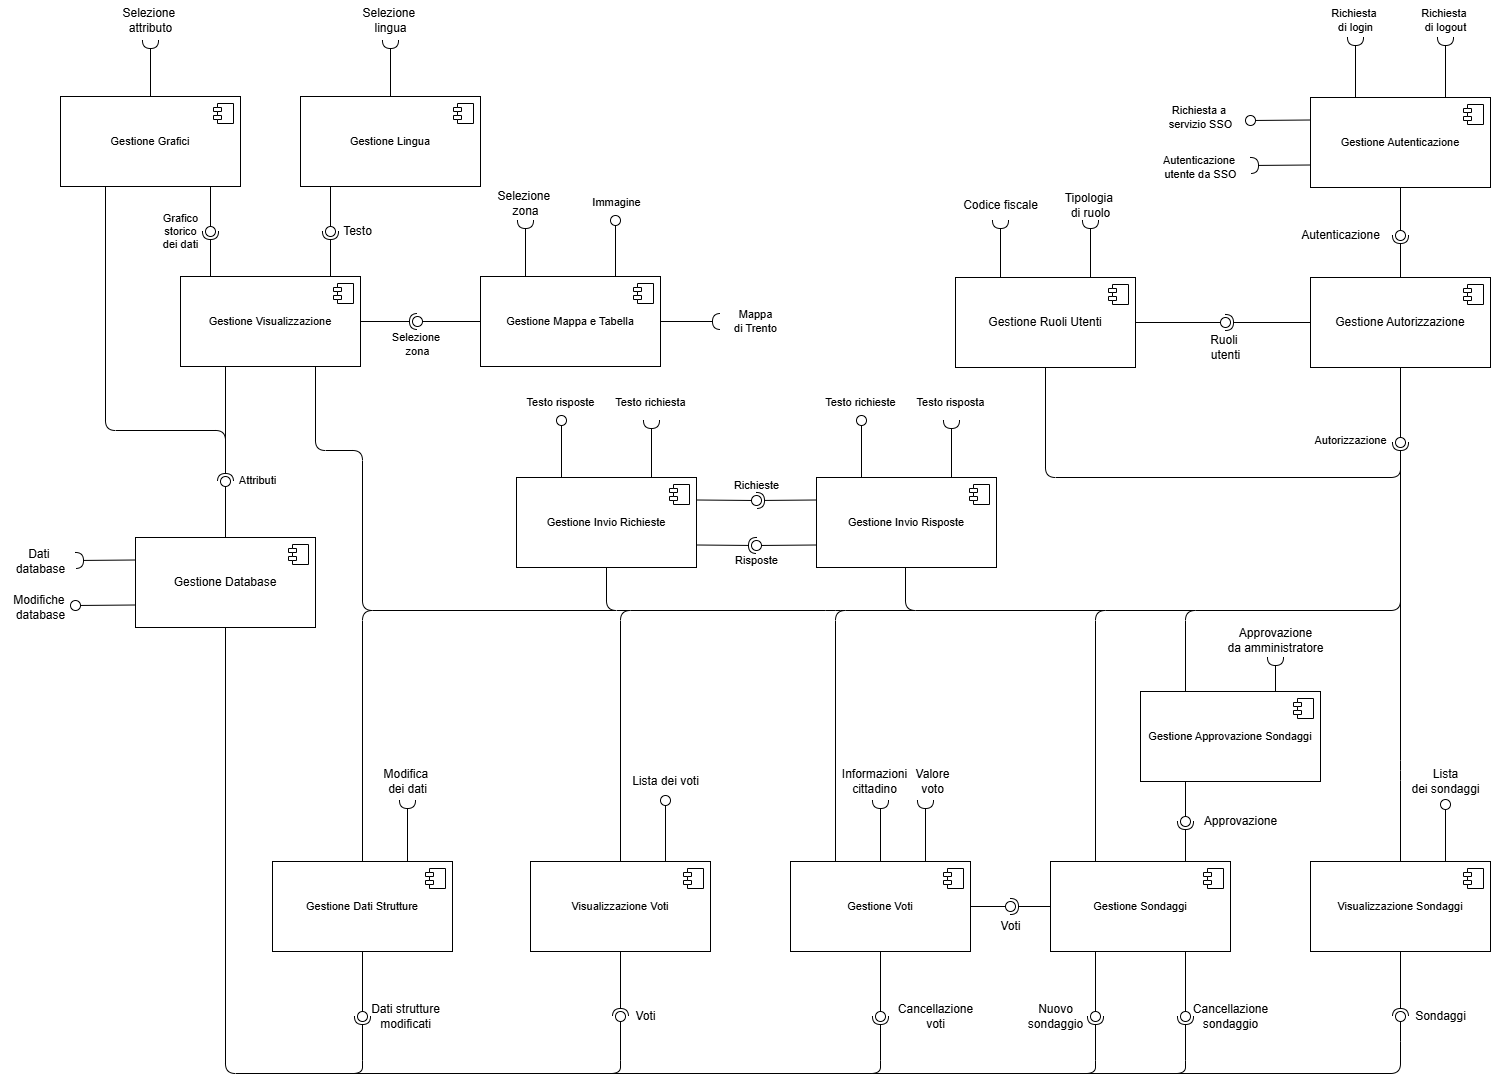 Selezione
attributo
Selezione
lingua
Richiesta
di login
Richiesta
di logout
Gestione Grafici
Gestione Lingua
Richiesta a
servizio SSO
Gestione Autenticazione
Autenticazione
utente da SSO
Grafico
storico
dei dati
Testo
Selezione
zona
Immagine
Codice fiscale
Tipologia
di ruolo
Autenticazione
Gestione Visualizzazione
Selezione
zona
Gestione Mappa e Tabella
Mappa
di Trento
Gestione Ruoli Utenti
Ruoli
utenti
Gestione Autorizzazione
Testo risposte
Testo richiesta
Testo richieste
Testo risposta
Autorizzazione
Attributi
Richieste
Gestione Invio Richieste
Gestione Invio Risposte
Risposte
Dati
database
Gestione Database
Modifiche
database
Approvazione
da amministratore
Gestione Approvazione Sondaggi
Modifica
dei dati
Lista dei voti
Informazioni
cittadino
Valore
voto
Approvazione
Lista
dei sondaggi
Gestione Dati Strutture
Visualizzazione Voti
Gestione Voti
Voti
Gestione Sondaggi
Visualizzazione Sondaggi
Dati strutture
modificati
Voti
Cancellazione
voti
Nuovo
sondaggio
Cancellazione
sondaggio
Sondaggi